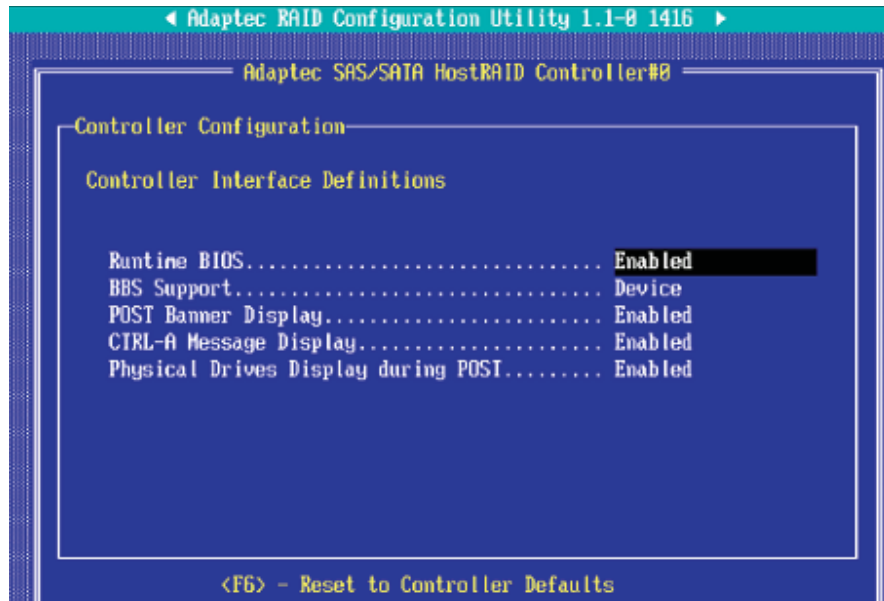 ◄ Adaptec RAID Configuration Utility 1.1-0 1416 ►
Adaptec SAS/SATA HostRAID Controller#0
Controller Configuration
Controller Interface Definitions
Runtime BIOS................................ Enabled
BBS Support................................. Device
POST Banner Display......................... Enabled
CTRL-A Message Display...................... Enabled
Physical Drives Display during POST......... Enabled
<F6> - Reset to Controller Defaults